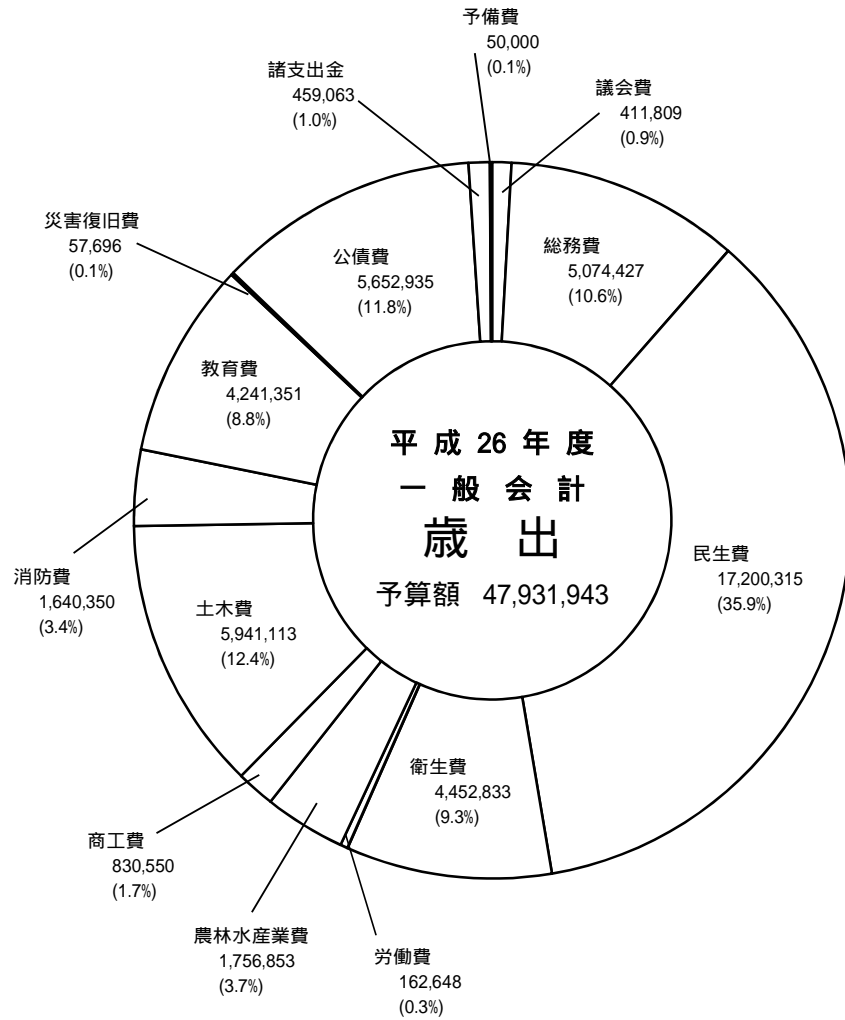 予備費
50,000
(0.1%)
議会費
411,809
(0.9%)
総務費
5,074,427
(10.6%)
民生費
17,200,315
(35.9%)
衛生費
4,452,833
(9.3%)
労働費
162,648
(0.3%)
農林水産業費
1,756,853
(3.7%)
商工費
830,550
(1.7%)
土木費
5,941,113
(12.4%)
消防費
1,640,350
(3.4%)
教育費
4,241,351
(8.8%)
災害復旧費
57,696
(0.1%)
公債費
5,652,935
(11.8%)
諸支出金
459,063
(1.0%)
平成26年度
一般会計
歳出
予算額 47,931,943